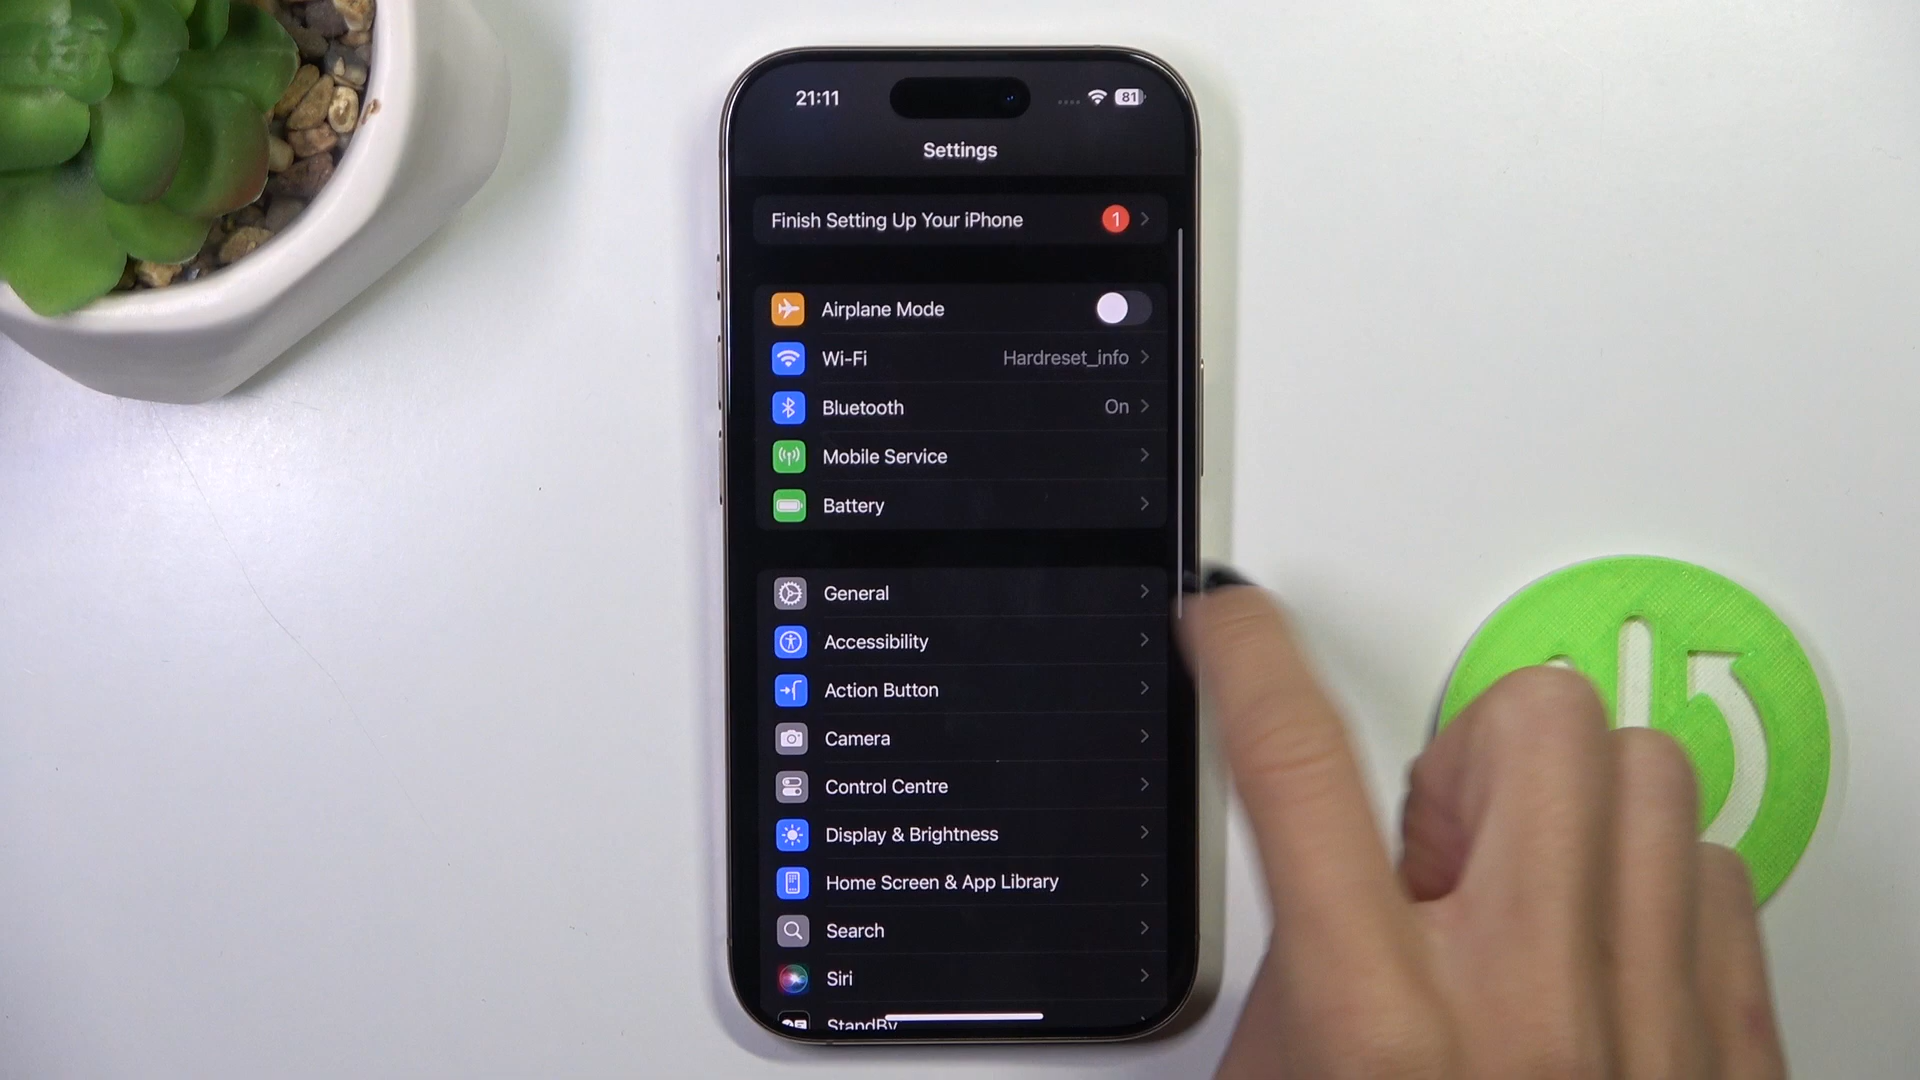 21:11
81
Settings
Finish Setting Up Your iPhone 1
Airplane Mode
Wi-Fi Hardreset_info
Bluetooth On
Mobile Service
Battery
General
Accessibility
Action Button
Camera
Control Centre
Display & Brightness
Home Screen & App Library
Search
Siri
StandBy